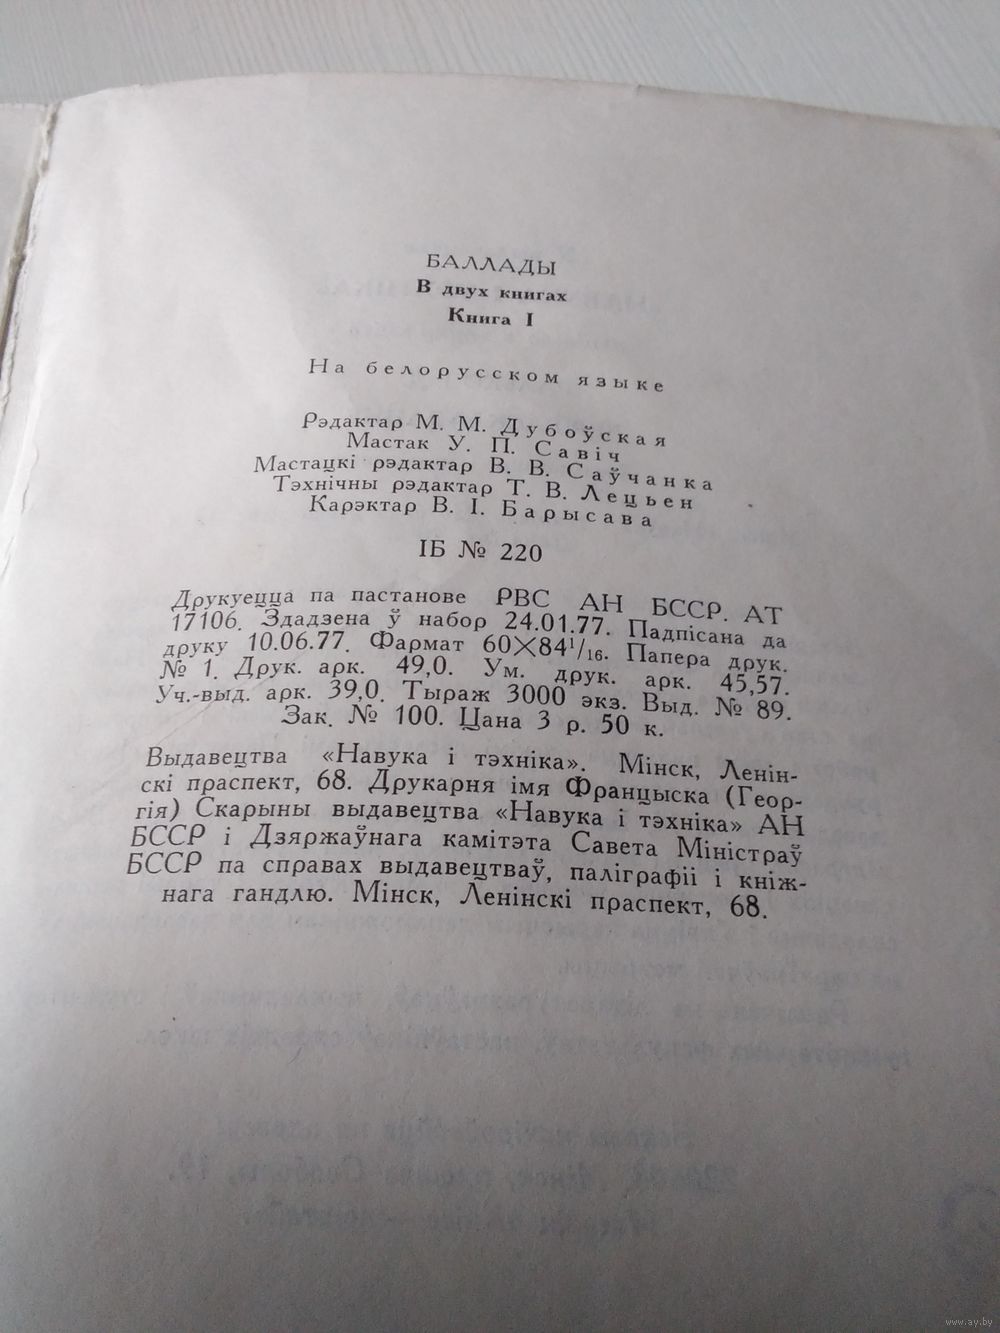 БАЛЛАДЫ
В двух книгах
Книга I
На белорусском языке
Рэдактар М. М. Дубоўская
Мастак У. П. Савіч
Мастацкі рэдактар В. В. Саўчанка
Тэхнічны рэдактар Т. В. Лецьен
Карэктар В. І. Барысава
ІБ № 220
Друкуецца па пастанове РВС АН БССР. АТ
17106. Здадзена ў набор 24.01.77. Падпісана да
друку 10.06.77. Фармат 60×84¹/₁₆. Папера друк.
№ 1. Друк. арк. 49,0. Ум. друк. арк. 45,57.
Уч.-выд. арк. 39,0. Тыраж 3000 экз. Выд. № 89.
Зак. № 100. Цана 3 р. 50 к.
Выдавецтва «Навука і тэхніка». Мінск, Ленін-
скі праспект, 68. Друкарня імя Францыска (Геор-
гія) Скарыны выдавецтва «Навука і тэхніка» АН
БССР і Дзяржаўнага камітэта Савета Міністраў
БССР па справах выдавецтваў, паліграфіі і кніж-
нага гандлю. Мінск, Ленінскі праспект, 68.
www.ay.by